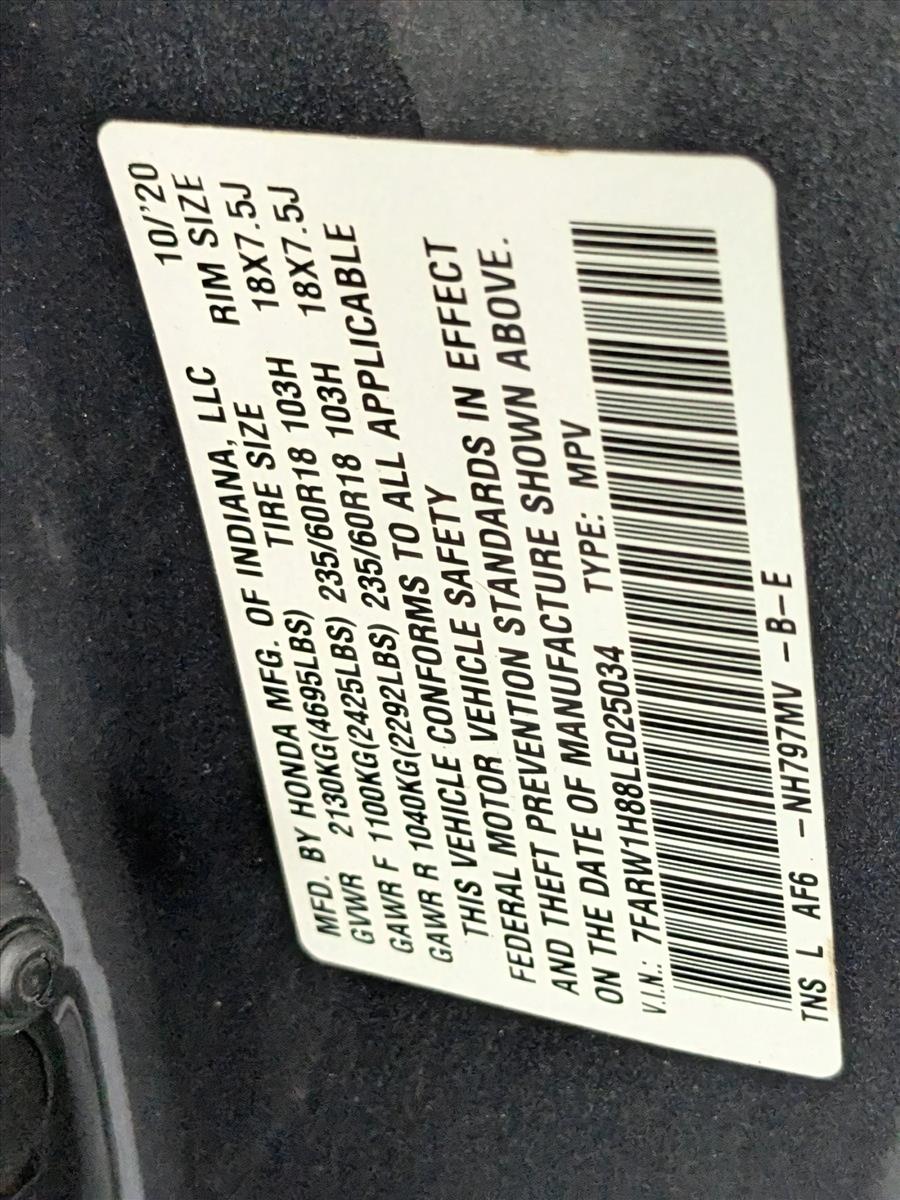 MFD. BY HONDA MFG. OF INDIANA, LLC 10/'20
GVWR 2130KG(4695LBS) TIRE SIZE RIM SIZE
GAWR F 1100KG(2425LBS) 235/60R18 103H 18X7.5J
GAWR R 1040KG(2292LBS) 235/60R18 103H 18X7.5J
THIS VEHICLE CONFORMS TO ALL APPLICABLE
FEDERAL MOTOR VEHICLE SAFETY
AND THEFT PREVENTION STANDARDS IN EFFECT
ON THE DATE OF MANUFACTURE SHOWN ABOVE.
V.I.N.: 7FARW1H88LE025034 TYPE: MPV
TNS L AF6 -NH797MV -B-E